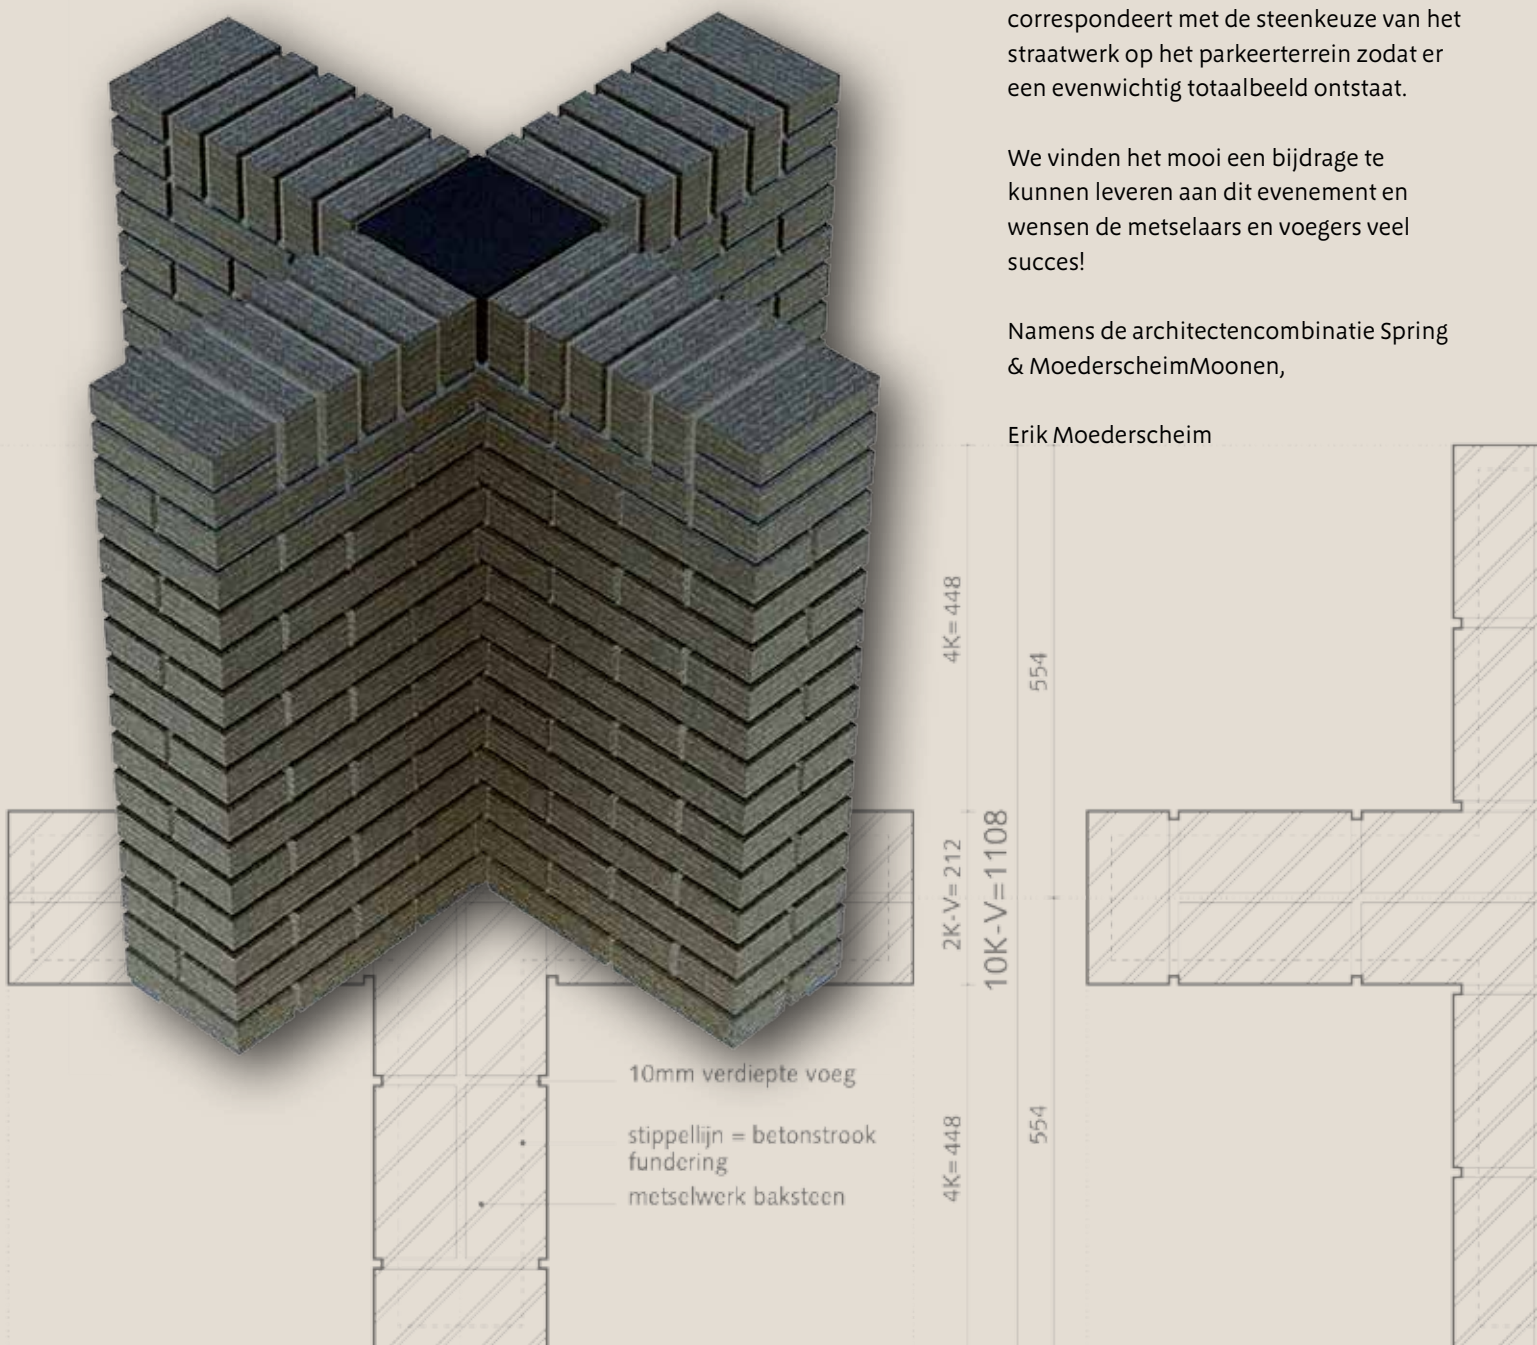 correspondeert met de steenkeuze van het
straatwerk op het parkeerterrein zodat er
een evenwichtig totaalbeeld ontstaat.
We vinden het mooi een bijdrage te
kunnen leveren aan dit evenement en
wensen de metselaars en voegers veel
succes!
Namens de architectencombinatie Spring
& MoederscheimMoonen,
Erik Moederscheim
4K=448
554
2K-V=212
10K-V=1108
4K=448
554
10mm verdiepte voeg
stippellijn = betonstrook
fundering
metselwerk baksteen